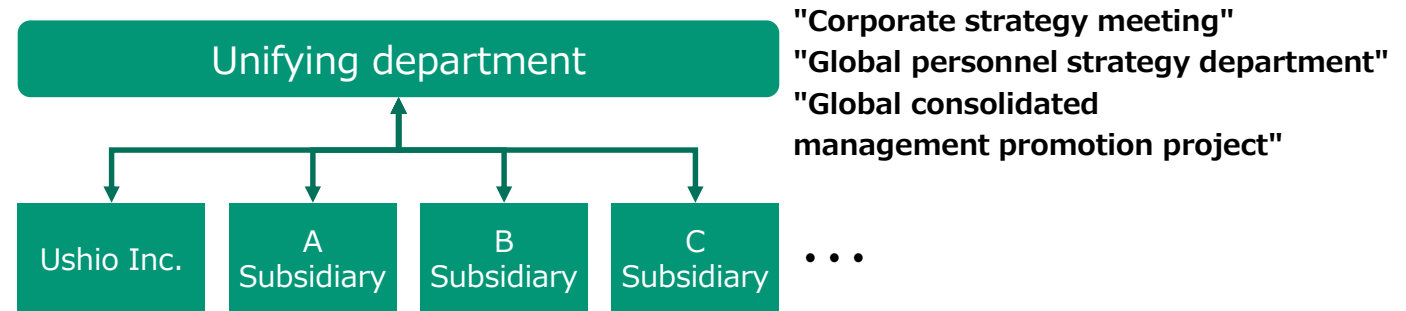 Unifying department
"Corporate strategy meeting"
"Global personnel strategy department"
"Global consolidated
management promotion project"
Ushio Inc.
A
Subsidiary
B
Subsidiary
C
Subsidiary
・・・